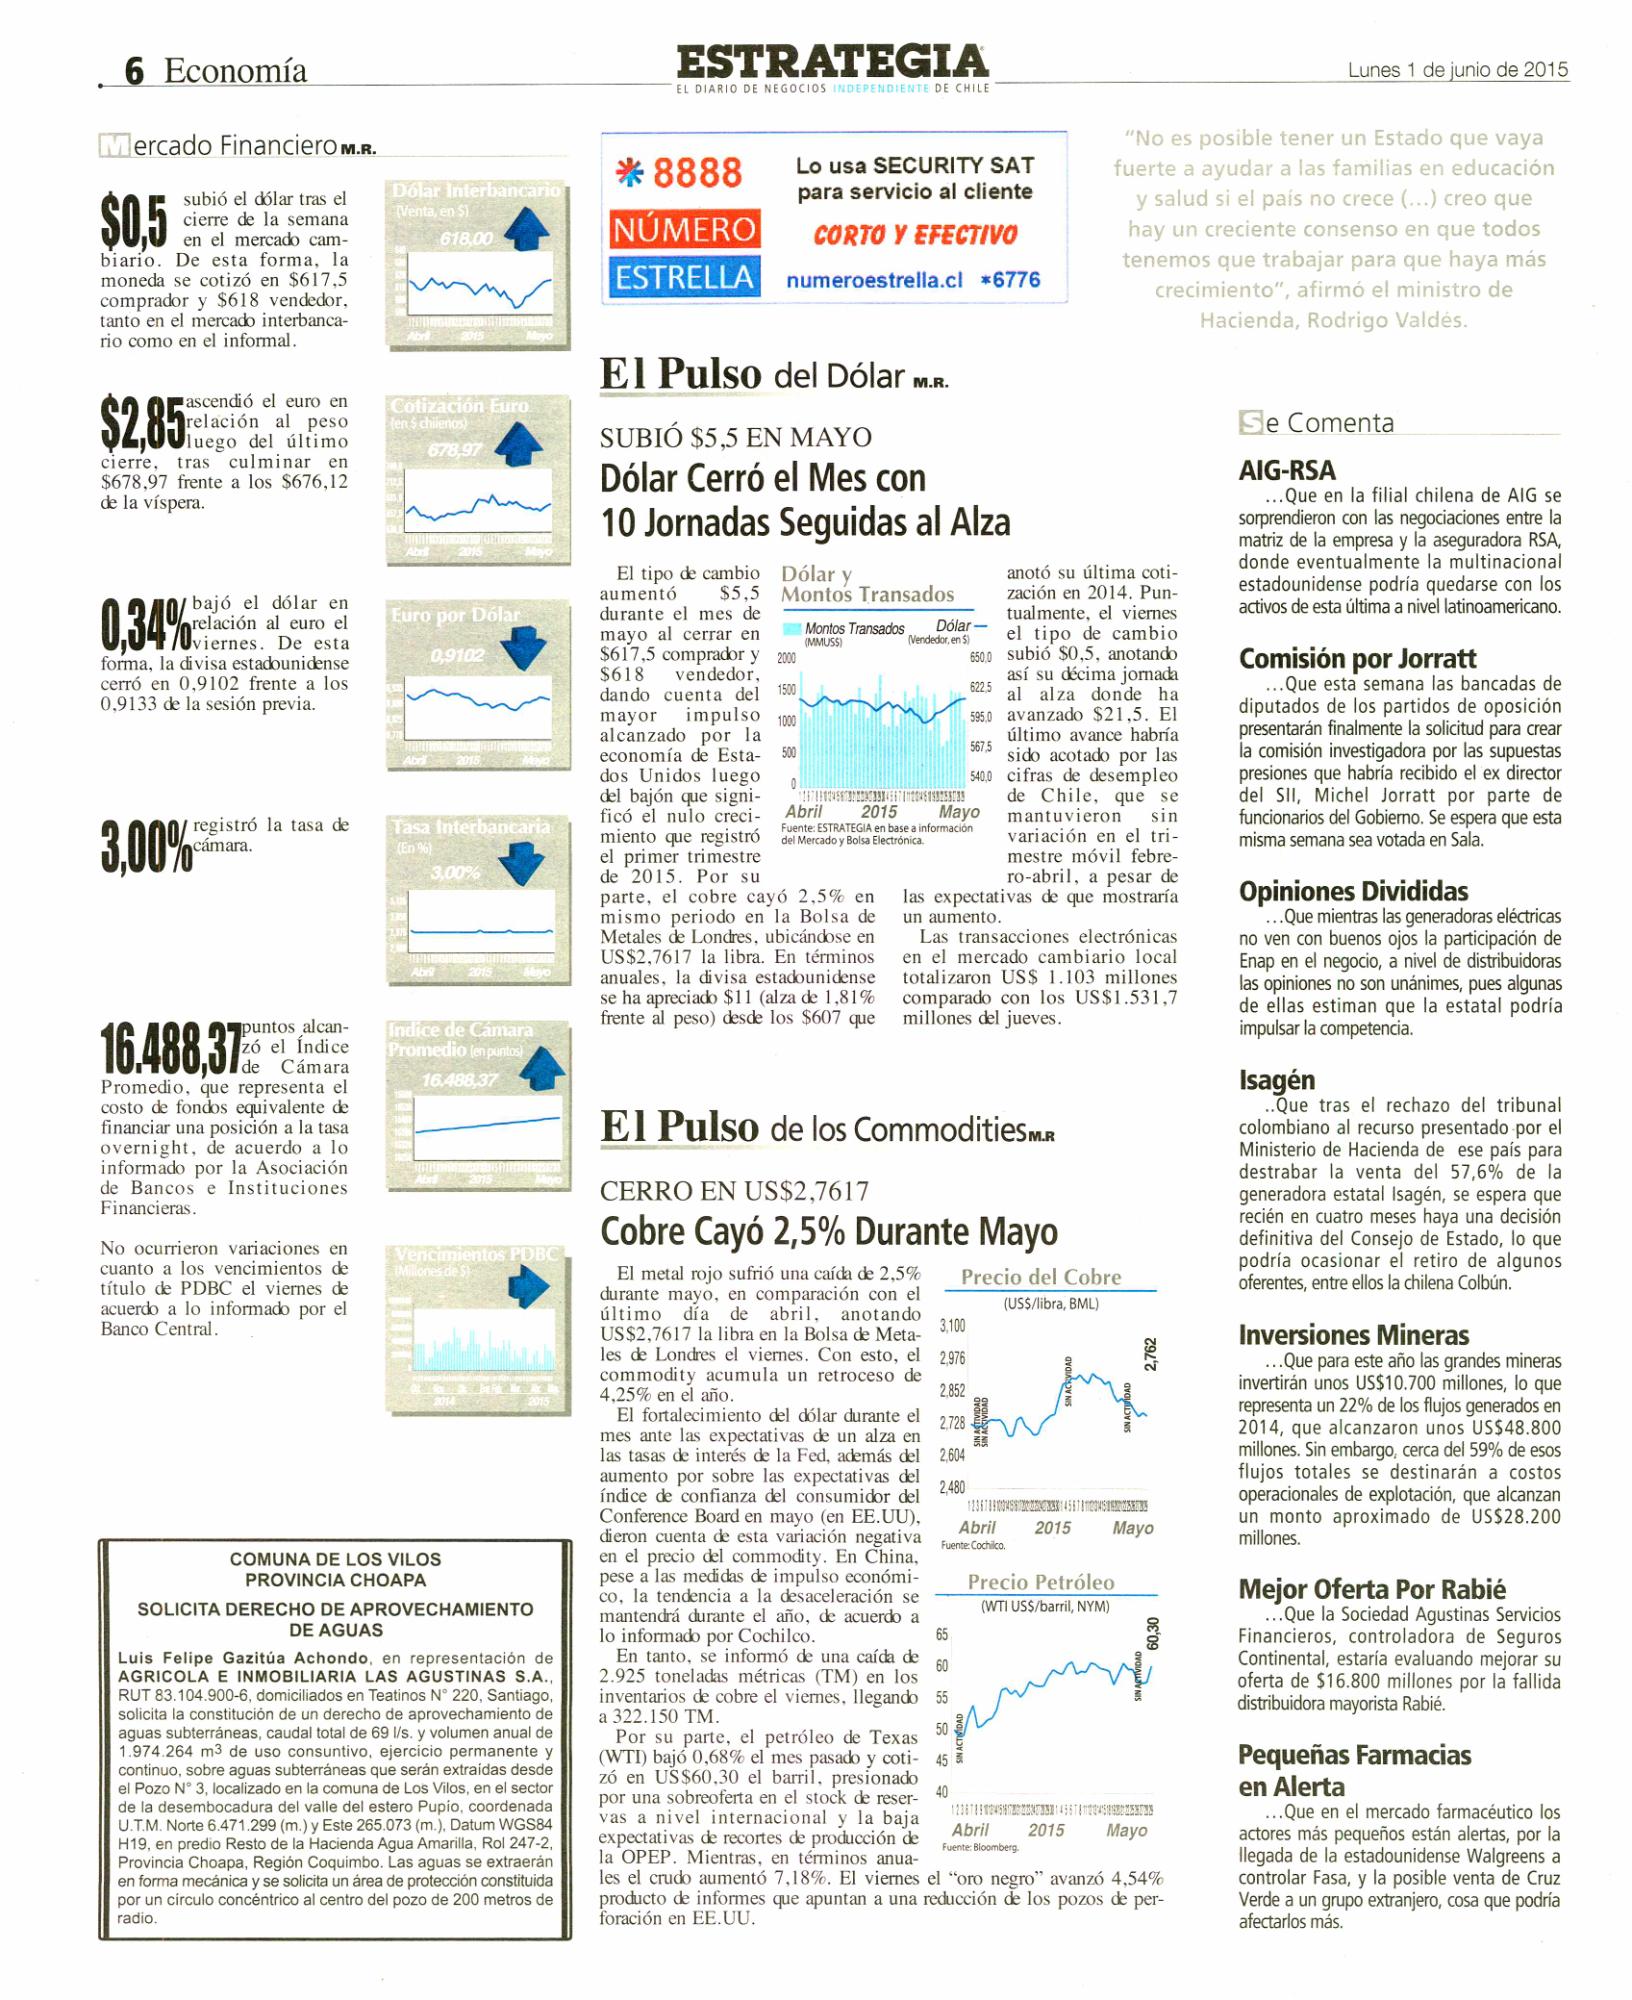 6 Economía
ESTRATEGIA
EL DIARIO DE NEGOCIOS INDEPENDIENTE DE CHILE
Lunes 1 de junio de 2015
Mercado Financiero M.R.
$0,5 subió el dólar tras el
cierre de la semana
en el mercado cam-
biario. De esta forma, la
moneda se cotizó en $617,5
comprador y $618 vendedor,
tanto en el mercado interbanca-
rio como en el informal.
Dólar Interbancario
(Venta, en $)
618,00
Abril 2015 Mayo
$2,85 ascendió el euro en
relación al peso
luego del último
cierre, tras culminar en
$678,97 frente a los $676,12
de la víspera.
Cotización Euro
(en $ chilenos)
678,97
Abril 2015 Mayo
0,34% bajó el dólar en
relación al euro el
viernes. De esta
forma, la divisa estadounidense
cerró en 0,9102 frente a los
0,9133 de la sesión previa.
Euro por Dólar
0,9102
Abril 2015 Mayo
3,00% registró la tasa de
cámara.
Tasa Interbancaria
(En %)
3,00%
Abril 2015 Mayo
16.488,37 puntos alcan-
zó el Índice
de Cámara
Promedio, que representa el
costo de fondos equivalente de
financiar una posición a la tasa
overnight, de acuerdo a lo
informado por la Asociación
de Bancos e Instituciones
Financieras.
Indice de Cámara
Promedio (en puntos)
16.488,37
Abril 2015 Mayo
No ocurrieron variaciones en
cuanto a los vencimientos de
título de PDBC el viernes de
acuerdo a lo informado por el
Banco Central.
Vencimientos PDBC
(Millones de $)
2014 2015
COMUNA DE LOS VILOS
PROVINCIA CHOAPA
SOLICITA DERECHO DE APROVECHAMIENTO
DE AGUAS
Luis Felipe Gazitúa Achondo, en representación de
AGRICOLA E INMOBILIARIA LAS AGUSTINAS S.A.,
RUT 83.104.900-6, domiciliados en Teatinos N° 220, Santiago,
solicita la constitución de un derecho de aprovechamiento de
aguas subterráneas, caudal total de 69 l/s. y volumen anual de
1.974.264 m3 de uso consuntivo, ejercicio permanente y
continuo, sobre aguas subterráneas que serán extraídas desde
el Pozo N° 3, localizado en la comuna de Los Vilos, en el sector
de la desembocadura del valle del estero Pupío, coordenada
U.T.M. Norte 6.471.299 (m.) y Este 265.073 (m.), Datum WGS84
H19, en predio Resto de la Hacienda Agua Amarilla, Rol 247-2,
Provincia Choapa, Región Coquimbo. Las aguas se extraerán
en forma mecánica y se solicita un área de protección constituida
por un círculo concéntrico al centro del pozo de 200 metros de
radio.
* 8888
NÚMERO
ESTRELLA
Lo usa SECURITY SAT
para servicio al cliente
CORTO Y EFECTIVO
numeroestrella.cl *6776
El Pulso del Dólar M.R.
SUBIÓ $5,5 EN MAYO
Dólar Cerró el Mes con
10 Jornadas Seguidas al Alza
El tipo de cambio
aumentó $5,5
durante el mes de
mayo al cerrar en
$617,5 comprador y
$618 vendedor,
dando cuenta del
mayor impulso
alcanzado por la
economía de Esta-
dos Unidos luego
del bajón que signi-
ficó el nulo creci-
miento que registró
el primer trimestre
de 2015. Por su
parte, el cobre cayó 2,5% en
mismo periodo en la Bolsa de
Metales de Londres, ubicándose en
US$2,7617 la libra. En términos
anuales, la divisa estadounidense
se ha apreciado $11 (alza de 1,81%
frente al peso) desde los $607 que
Dólar y
Montos Transados
Montos Transados (MMUS$)
Dólar (Vendedor, en $)
2000 650,0
1500 622,5
1000 595,0
500 567,5
0 540,0
Abril 2015 Mayo
Fuente: ESTRATEGIA en base a información
del Mercado y Bolsa Electrónica.
anotó su última coti-
zación en 2014. Pun-
tualmente, el viernes
el tipo de cambio
subió $0,5, anotando
así su décima jornada
al alza donde ha
avanzado $21,5. El
último avance habría
sido acotado por las
cifras de desempleo
de Chile, que se
mantuvieron sin
variación en el tri-
mestre móvil febre-
ro-abril, a pesar de
las expectativas de que mostraría
un aumento.
Las transacciones electrónicas
en el mercado cambiario local
totalizaron US$ 1.103 millones
comparado con los US$1.531,7
millones del jueves.
El Pulso de los Commodities M.R
CERRO EN US$2,7617
Cobre Cayó 2,5% Durante Mayo
El metal rojo sufrió una caída de 2,5%
durante mayo, en comparación con el
último día de abril, anotando
US$2,7617 la libra en la Bolsa de Meta-
les de Londres el viernes. Con esto, el
commodity acumula un retroceso de
4,25% en el año.
El fortalecimiento del dólar durante el
mes ante las expectativas de un alza en
las tasas de interés de la Fed, además del
aumento por sobre las expectativas del
índice de confianza del consumidor del
Conference Board en mayo (en EE.UU),
dieron cuenta de esta variación negativa
en el precio del commodity. En China,
pese a las medidas de impulso económi-
co, la tendencia a la desaceleración se
mantendrá durante el año, de acuerdo a
lo informado por Cochilco.
En tanto, se informó de una caída de
2.925 toneladas métricas (TM) en los
inventarios de cobre el viernes, llegando
a 322.150 TM.
Por su parte, el petróleo de Texas
(WTI) bajó 0,68% el mes pasado y coti-
zó en US$60,30 el barril, presionado
por una sobreoferta en el stock de reser-
vas a nivel internacional y la baja
expectativas de recortes de producción de
la OPEP. Mientras, en términos anua-
les el crudo aumentó 7,18%. El viernes el “oro negro” avanzó 4,54%
producto de informes que apuntan a una reducción de los pozos de per-
foración en EE.UU.
Precio del Cobre
(US$/libra, BML)
3,100
2,976
2,852
2,728
2,604
2,480
SIN ACTIVIDAD
SIN ACTIVIDAD
SIN ACTIVIDAD
SIN ACTIVIDAD
2,762
Abril 2015 Mayo
Fuente: Cochilco.
Precio Petróleo
(WTI US$/barril, NYM)
65
60
55
50
45
40
SIN ACTIVIDAD
SIN ACTIVIDAD
60,30
Abril 2015 Mayo
Fuente: Bloomberg.
“No es posible tener un Estado que vaya
fuerte a ayudar a las familias en educación
y salud si el país no crece (...) creo que
hay un creciente consenso en que todos
tenemos que trabajar para que haya más
crecimiento”, afirmó el ministro de
Hacienda, Rodrigo Valdés.
Se Comenta
AIG-RSA
...Que en la filial chilena de AIG se
sorprendieron con las negociaciones entre la
matriz de la empresa y la aseguradora RSA,
donde eventualmente la multinacional
estadounidense podría quedarse con los
activos de esta última a nivel latinoamericano.
Comisión por Jorratt
...Que esta semana las bancadas de
diputados de los partidos de oposición
presentarán finalmente la solicitud para crear
la comisión investigadora por las supuestas
presiones que habría recibido el ex director
del SII, Michel Jorratt por parte de
funcionarios del Gobierno. Se espera que esta
misma semana sea votada en Sala.
Opiniones Divididas
...Que mientras las generadoras eléctricas
no ven con buenos ojos la participación de
Enap en el negocio, a nivel de distribuidoras
las opiniones no son unánimes, pues algunas
de ellas estiman que la estatal podría
impulsar la competencia.
Isagén
..Que tras el rechazo del tribunal
colombiano al recurso presentado por el
Ministerio de Hacienda de ese país para
destrabar la venta del 57,6% de la
generadora estatal Isagén, se espera que
recién en cuatro meses haya una decisión
definitiva del Consejo de Estado, lo que
podría ocasionar el retiro de algunos
oferentes, entre ellos la chilena Colbún.
Inversiones Mineras
...Que para este año las grandes mineras
invertirán unos US$10.700 millones, lo que
representa un 22% de los flujos generados en
2014, que alcanzaron unos US$48.800
millones. Sin embargo, cerca del 59% de esos
flujos totales se destinarán a costos
operacionales de explotación, que alcanzan
un monto aproximado de US$28.200
millones.
Mejor Oferta Por Rabié
...Que la Sociedad Agustinas Servicios
Financieros, controladora de Seguros
Continental, estaría evaluando mejorar su
oferta de $16.800 millones por la fallida
distribuidora mayorista Rabié.
Pequeñas Farmacias
en Alerta
...Que en el mercado farmacéutico los
actores más pequeños están alertas, por la
llegada de la estadounidense Walgreens a
controlar Fasa, y la posible venta de Cruz
Verde a un grupo extranjero, cosa que podría
afectarlos más.